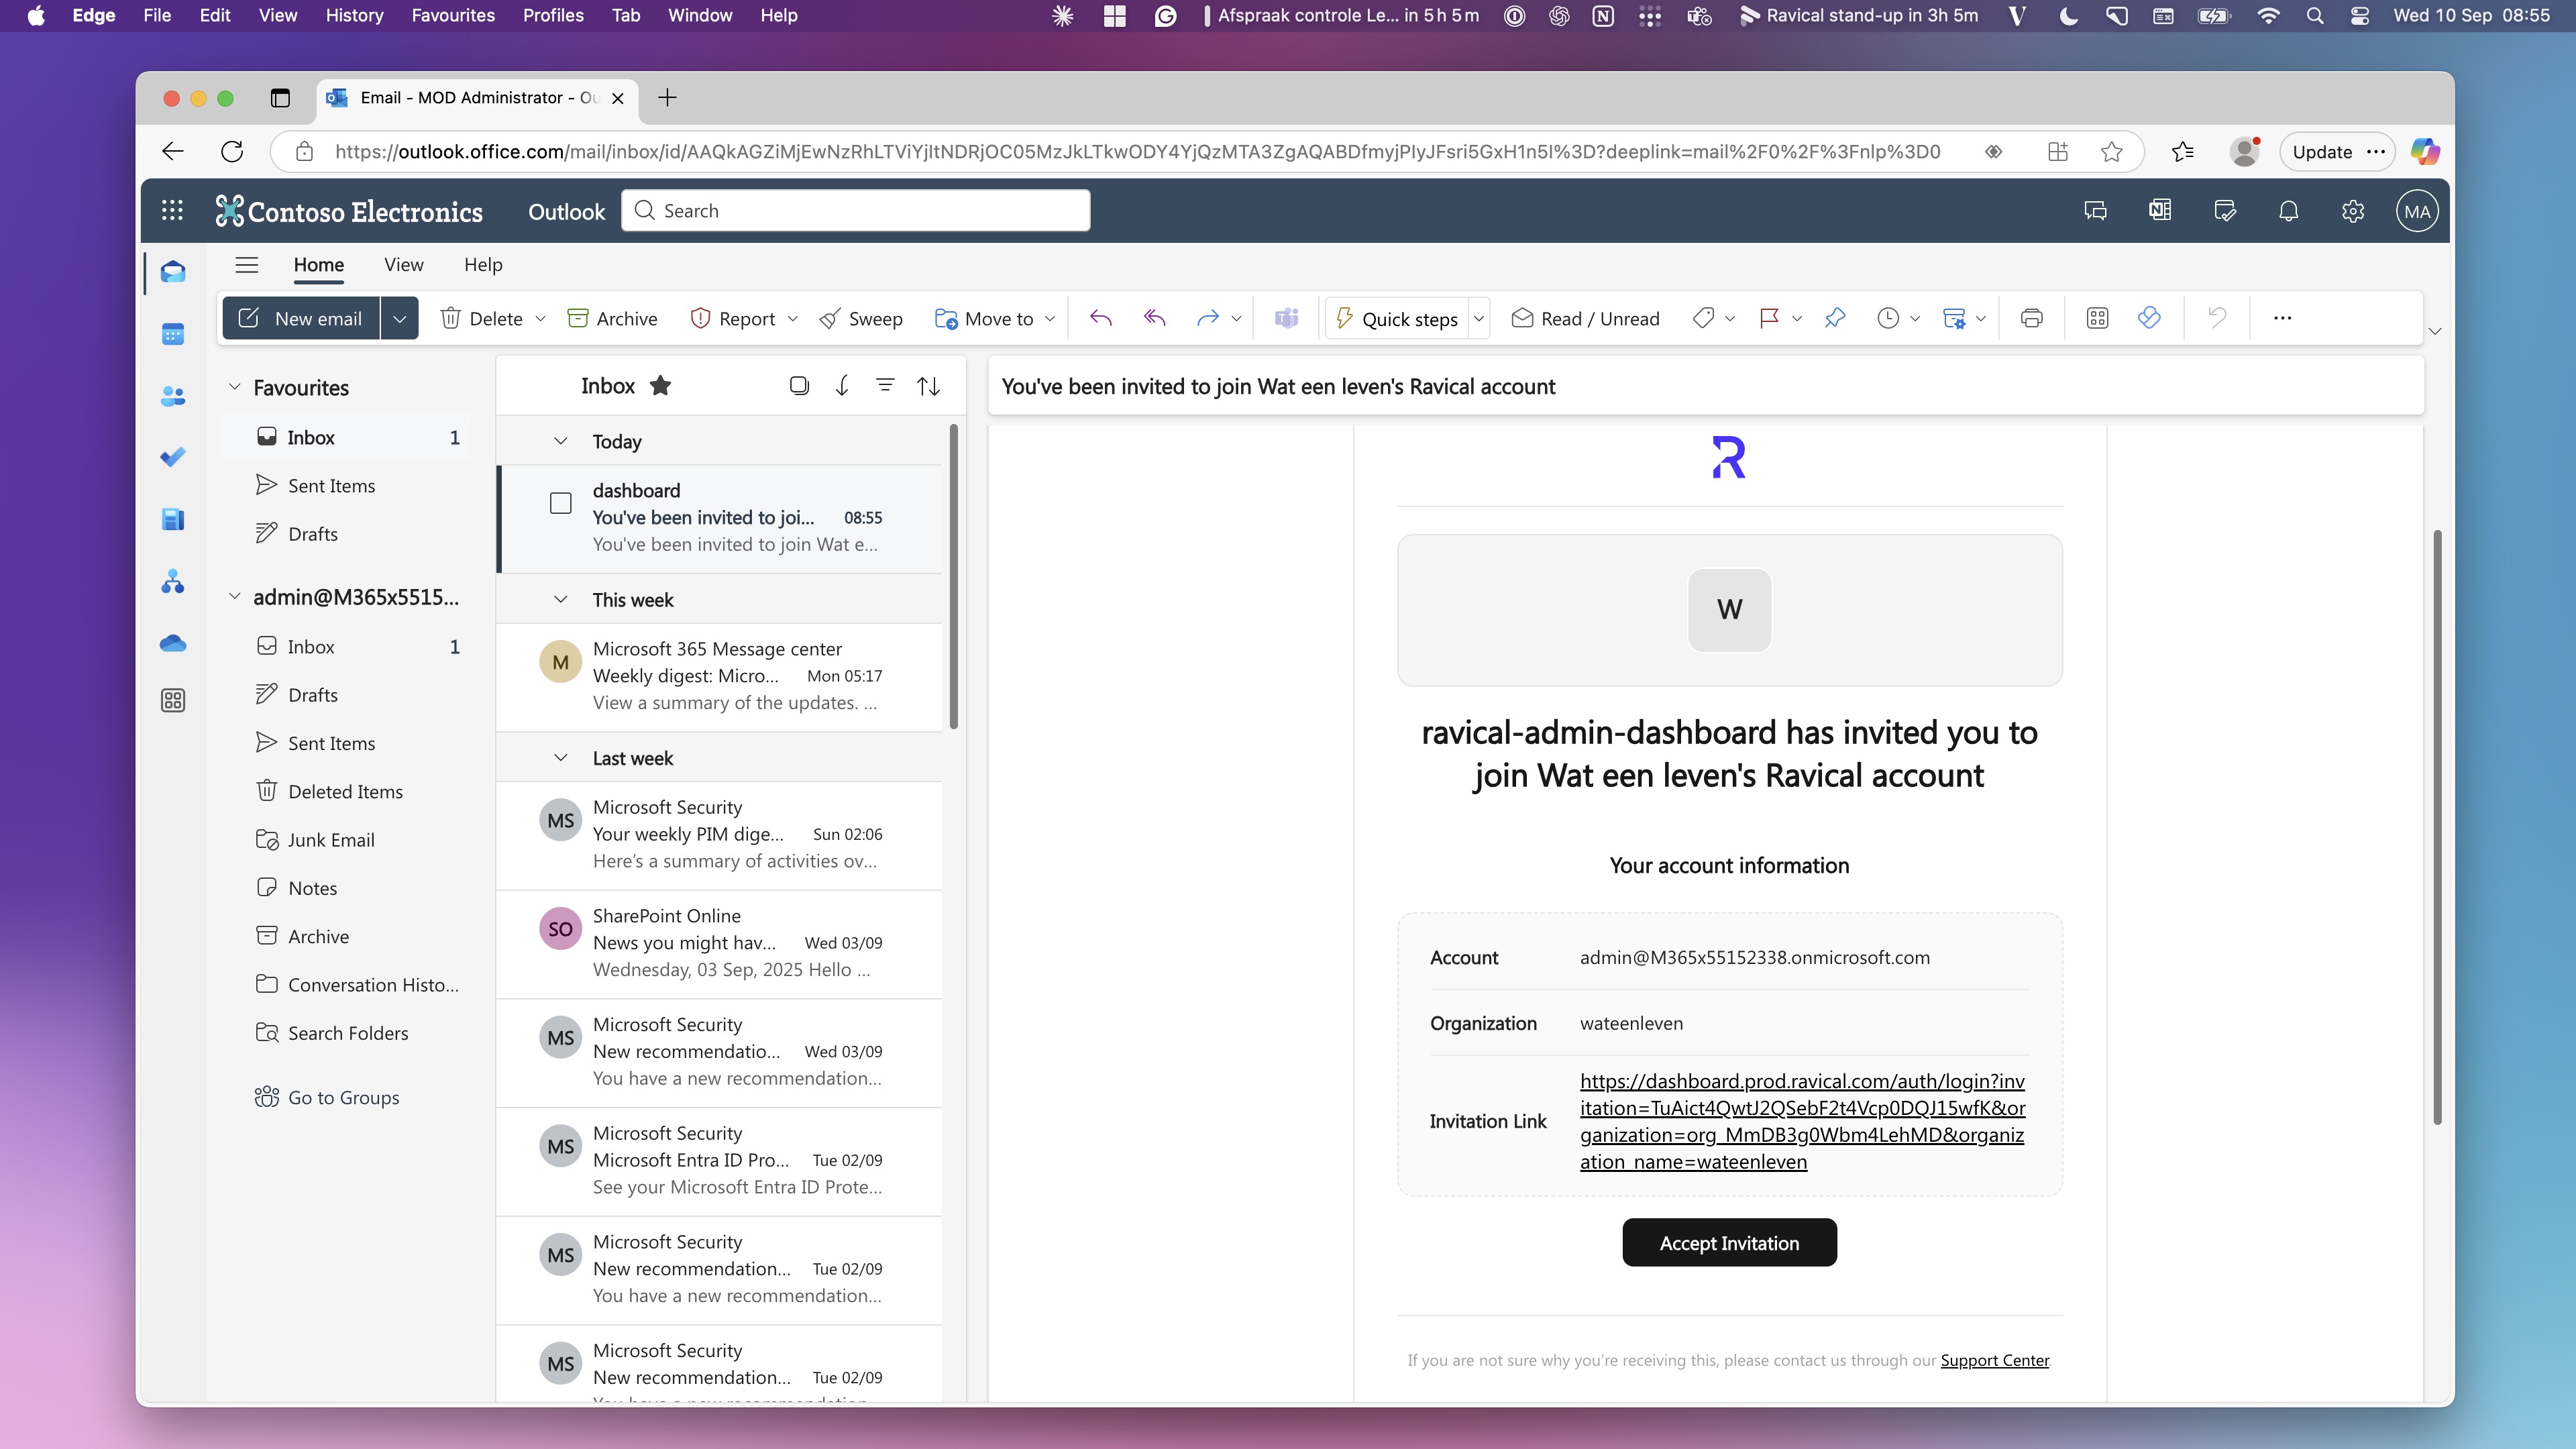 Edge File Edit View History Favourites Profiles Tab Window Help
Afspraak controle Le... in 5 h 5 m
Ravical stand-up in 3h 5m
Wed 10 Sep 08:55
Email - MOD Administrator - Ou
https://outlook.office.com/mail/inbox/id/AAQkAGZiMjEwNzRhLTViYjItNDRjOC05MzJkLTkwODY4YjQzMTA3ZgAQABDfmyjPlyJFsri5GxH1n5I%3D?deeplink=mail%2F0%2F%3Fnlp%3D0
Update
Contoso Electronics
Outlook
Search
MA
Home View Help
New email
Delete
Archive
Report
Sweep
Move to
Quick steps
Read / Unread
Favourites
Inbox 1
Sent Items
Drafts
admin@M365x5515...
Inbox 1
Drafts
Sent Items
Deleted Items
Junk Email
Notes
Archive
Conversation Histo...
Search Folders
Go to Groups
Inbox
Today
dashboard
You've been invited to joi... 08:55
You've been invited to join Wat e...
This week
M
Microsoft 365 Message center
Weekly digest: Micro... Mon 05:17
View a summary of the updates. ...
Last week
MS
Microsoft Security
Your weekly PIM dige... Sun 02:06
Here's a summary of activities ov...
SO
SharePoint Online
News you might hav... Wed 03/09
Wednesday, 03 Sep, 2025 Hello ...
MS
Microsoft Security
New recommendatio... Wed 03/09
You have a new recommendation...
MS
Microsoft Security
Microsoft Entra ID Pro... Tue 02/09
See your Microsoft Entra ID Prote...
MS
Microsoft Security
New recommendation... Tue 02/09
You have a new recommendation...
MS
Microsoft Security
New recommendation... Tue 02/09
You've been invited to join Wat een leven's Ravical account
R
W
ravical-admin-dashboard has invited you to
join Wat een leven's Ravical account
Your account information
Account admin@M365x55152338.onmicrosoft.com
Organization wateenleven
Invitation Link
https://dashboard.prod.ravical.com/auth/login?inv
itation=TuAict4QwtJ2QSebF2t4Vcp0DQJ15wfK&or
ganization=org_MmDB3g0Wbm4LehMD&organiz
ation_name=wateenleven
Accept Invitation
If you are not sure why you're receiving this, please contact us through our Support Center